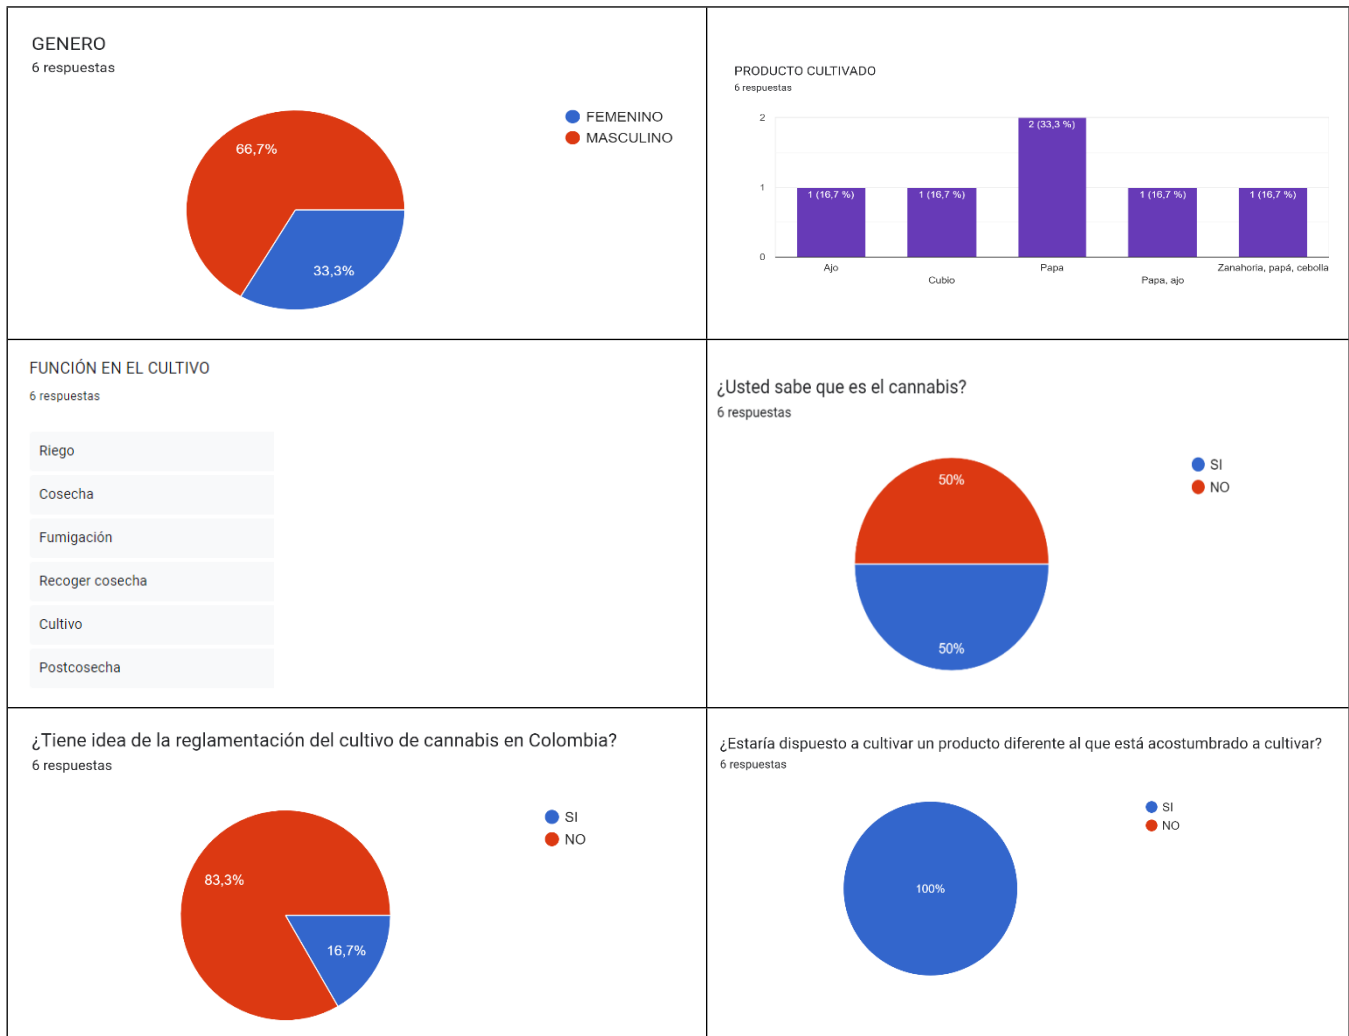 GENERO
6 respuestas
FEMENINO
MASCULINO
66,7%
33,3%
PRODUCTO CULTIVADO
6 respuestas
2
1
0
1 (16,7 %)
1 (16,7 %)
2 (33,3 %)
1 (16,7 %)
1 (16,7 %)
Ajo
Cubio
Papa
Papa, ajo
Zanahoria, papá, cebolla
FUNCIÓN EN EL CULTIVO
6 respuestas
Riego
Cosecha
Fumigación
Recoger cosecha
Cultivo
Postcosecha
¿Usted sabe que es el cannabis?
6 respuestas
SI
NO
50%
50%
¿Tiene idea de la reglamentación del cultivo de cannabis en Colombia?
6 respuestas
SI
NO
83,3%
16,7%
¿Estaría dispuesto a cultivar un producto diferente al que está acostumbrado a cultivar?
6 respuestas
SI
NO
100%